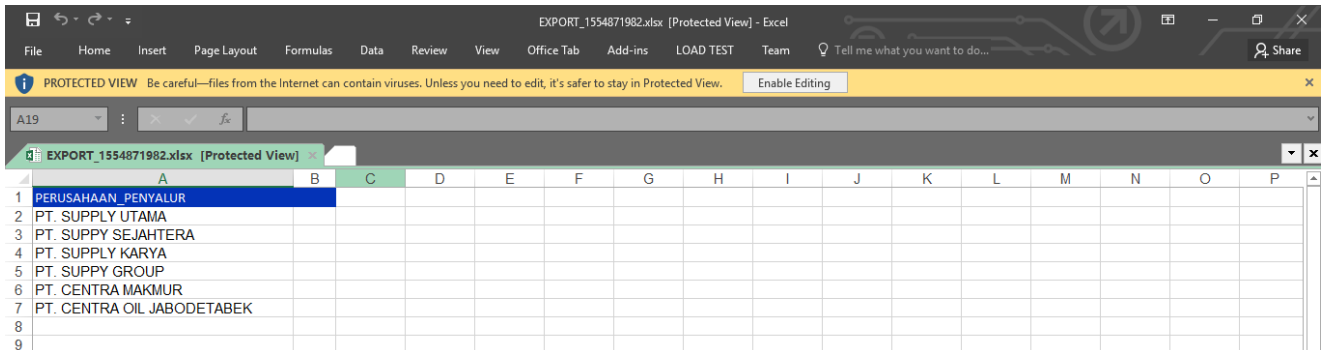 EXPORT_1554871982.xlsx [Protected View] - Excel
File Home Insert Page Layout Formulas Data Review View Office Tab Add-ins LOAD TEST Team Tell me what you want to do... Share
PROTECTED VIEW Be careful—files from the Internet can contain viruses. Unless you need to edit, it's safer to stay in Protected View. Enable Editing
A19 fx
EXPORT_1554871982.xlsx [Protected View]
A B C D E F G H I J K L M N O P
1 PERUSAHAAN_PENYALUR
2 PT. SUPPLY UTAMA
3 PT. SUPPY SEJAHTERA
4 PT. SUPPLY KARYA
5 PT. SUPPY GROUP
6 PT. CENTRA MAKMUR
7 PT. CENTRA OIL JABODETABEK
8
9